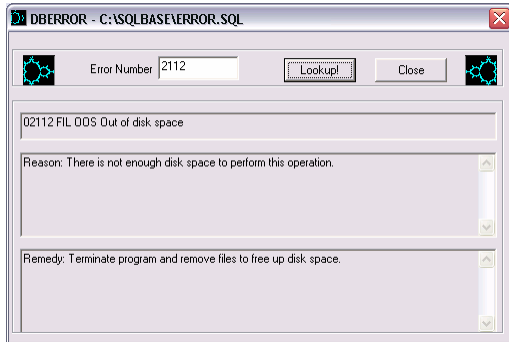 DBERROR - C:\SQLBASE\ERROR.SQL
Error Number 2112 Lookup! Close
02112 FIL OOS Out of disk space
Reason: There is not enough disk space to perform this operation.
Remedy: Terminate program and remove files to free up disk space.